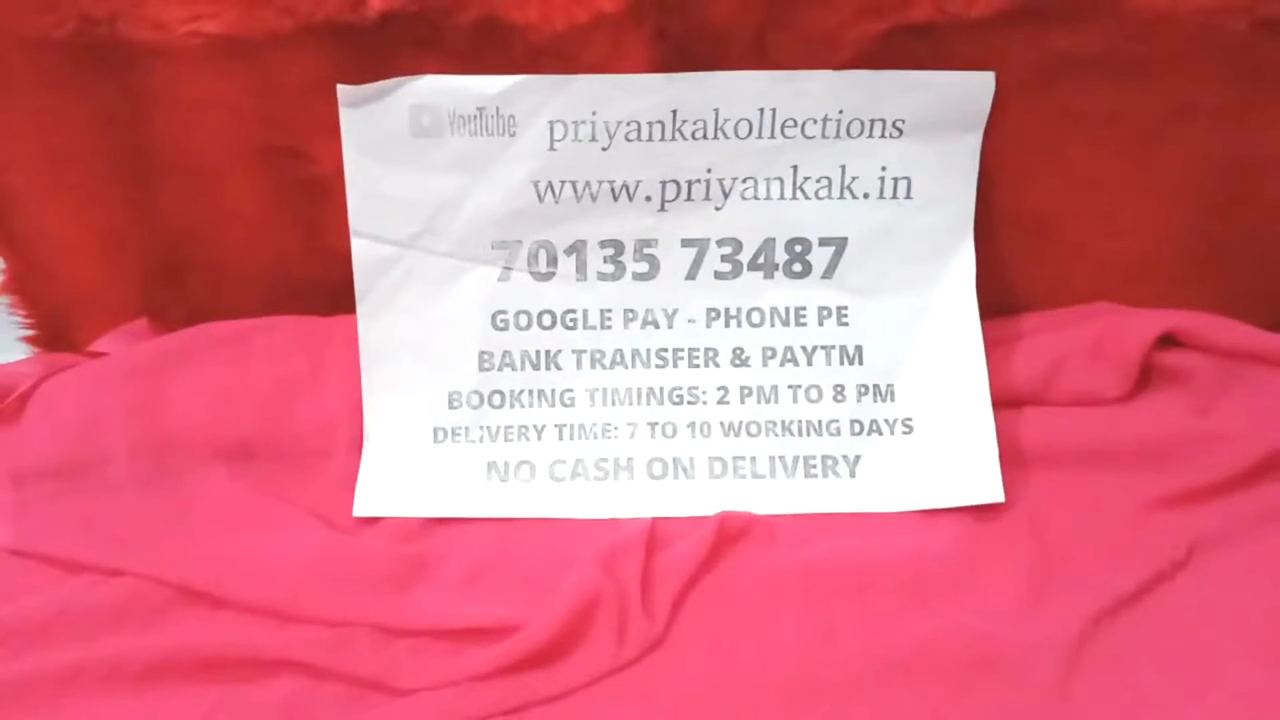 YouTube priyankakollections
www.priyankak.in
70135 73487
GOOGLE PAY - PHONE PE
BANK TRANSFER & PAYTM
BOOKING TIMINGS: 2 PM TO 8 PM
DELIVERY TIME: 7 TO 10 WORKING DAYS
NO CASH ON DELIVERY